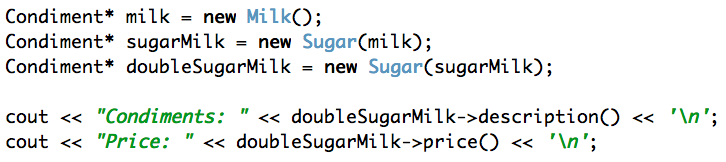 Condiment* milk = new Milk();
Condiment* sugarMilk = new Sugar(milk);
Condiment* doubleSugarMilk = new Sugar(sugarMilk);
cout << "Condiments: " << doubleSugarMilk->description() << '\n';
cout << "Price: " << doubleSugarMilk->price() << '\n';